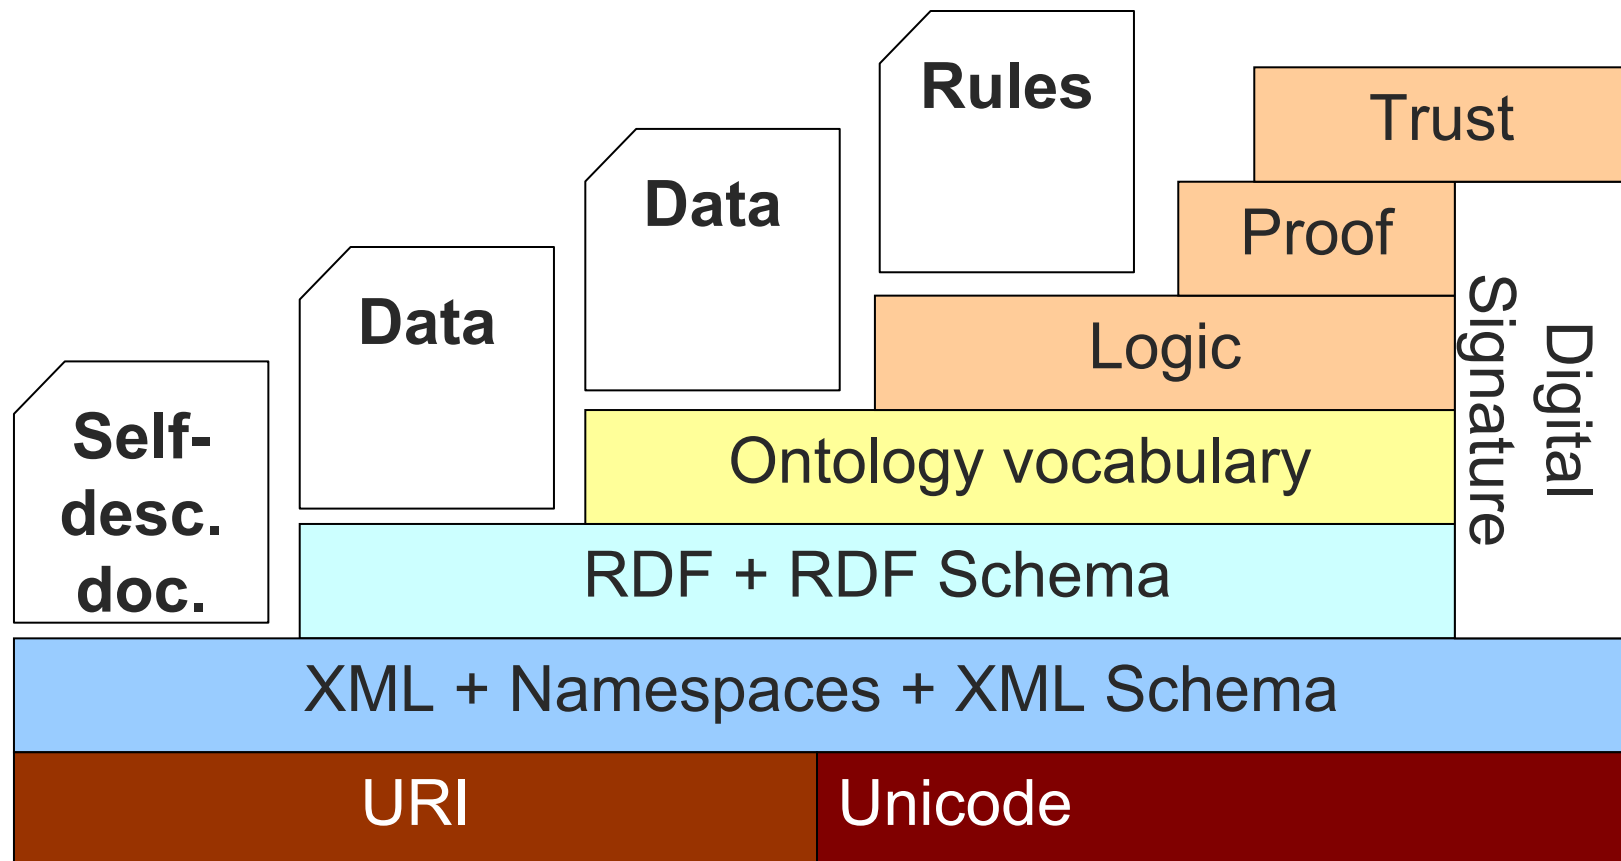 Rules
Trust
Data
Proof
Data
Logic
Digital
Signature
Self-
desc.
doc.
Ontology vocabulary
RDF + RDF Schema
XML + Namespaces + XML Schema
URI
Unicode